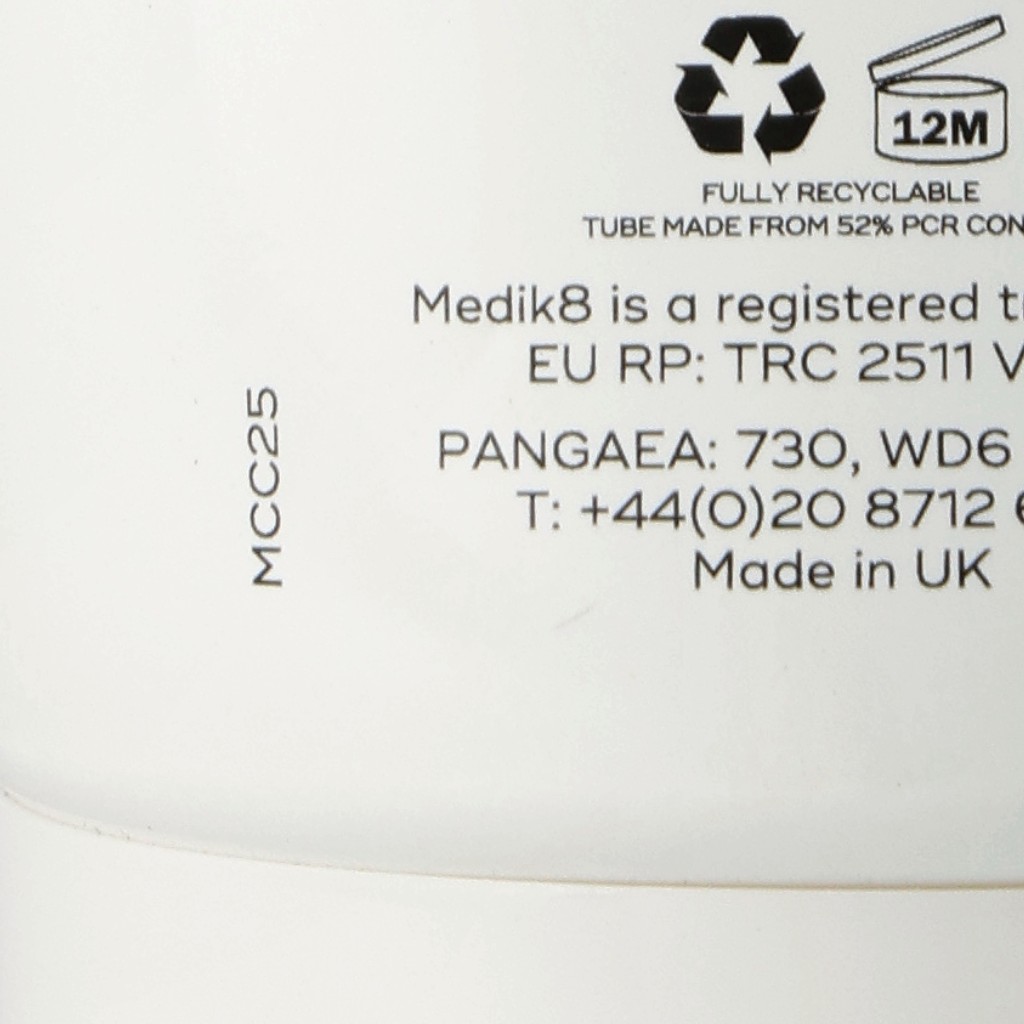 12M
FULLY RECYCLABLE
TUBE MADE FROM 52% PCR
Medik8 is a registered
EU RP: TRC 2511
PANGAEA: 730, WD6
T: +44(0)20 8712
Made in UK
MCC25